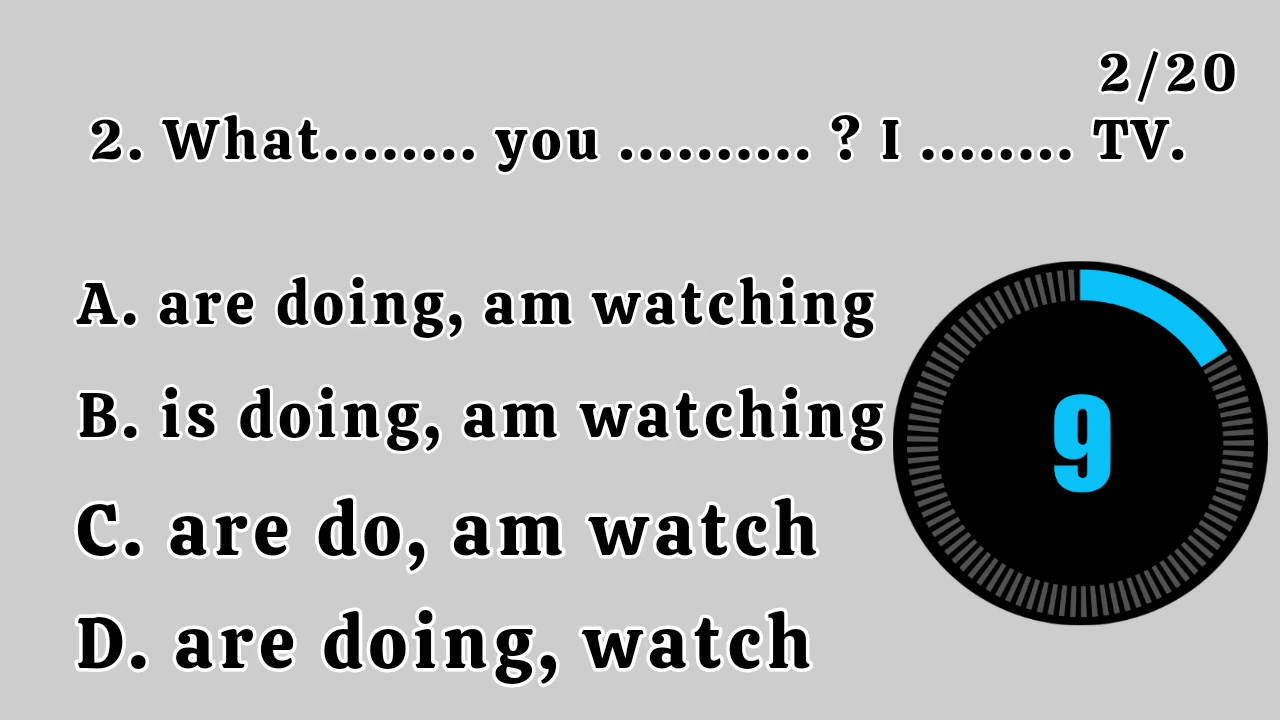 2/20
2. What........ you .......... ? I ........ TV.
A. are doing, am watching
B. is doing, am watching
9
C. are do, am watch
D. are doing, watch